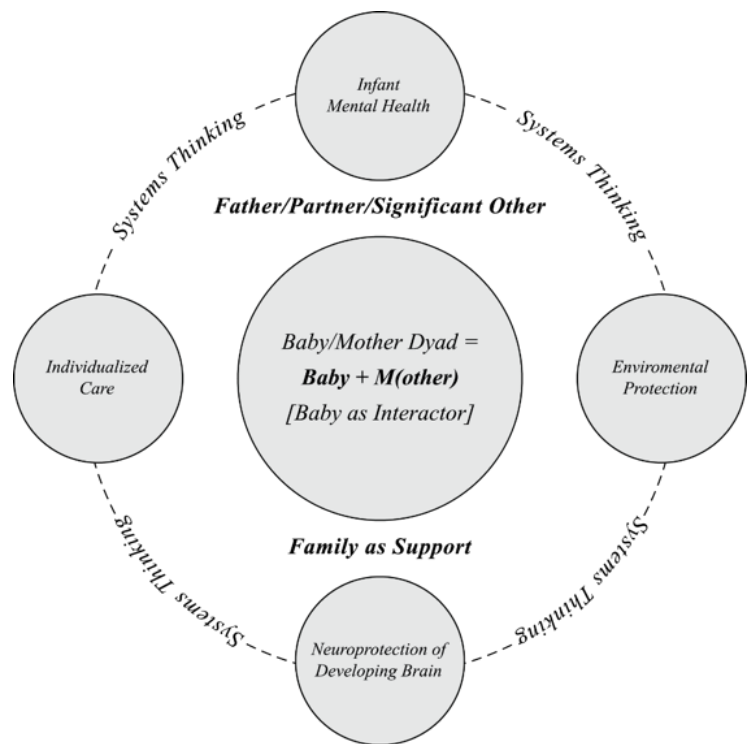 Infant
Mental Health
Systems Thinking
Systems Thinking
Father/Partner/Significant Other
Individualized
Care
Baby/Mother Dyad =
Baby + M(other)
[Baby as Interactor]
Enviromental
Protection
Family as Support
Systems Thinking
Systems Thinking
Neuroprotection of
Developing Brain